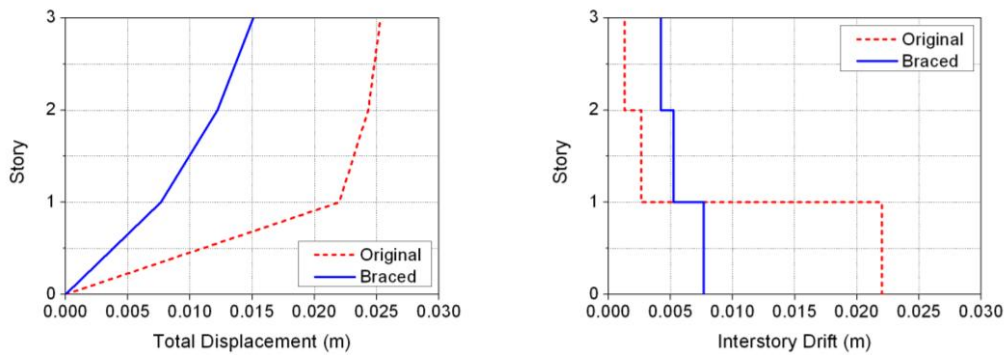 3
2
1
0
Story
0.000 0.005 0.010 0.015 0.020 0.025 0.030
Total Displacement (m)
Original
Braced
3
2
1
0
Story
0.000 0.005 0.010 0.015 0.020 0.025 0.030
Interstory Drift (m)
Original
Braced